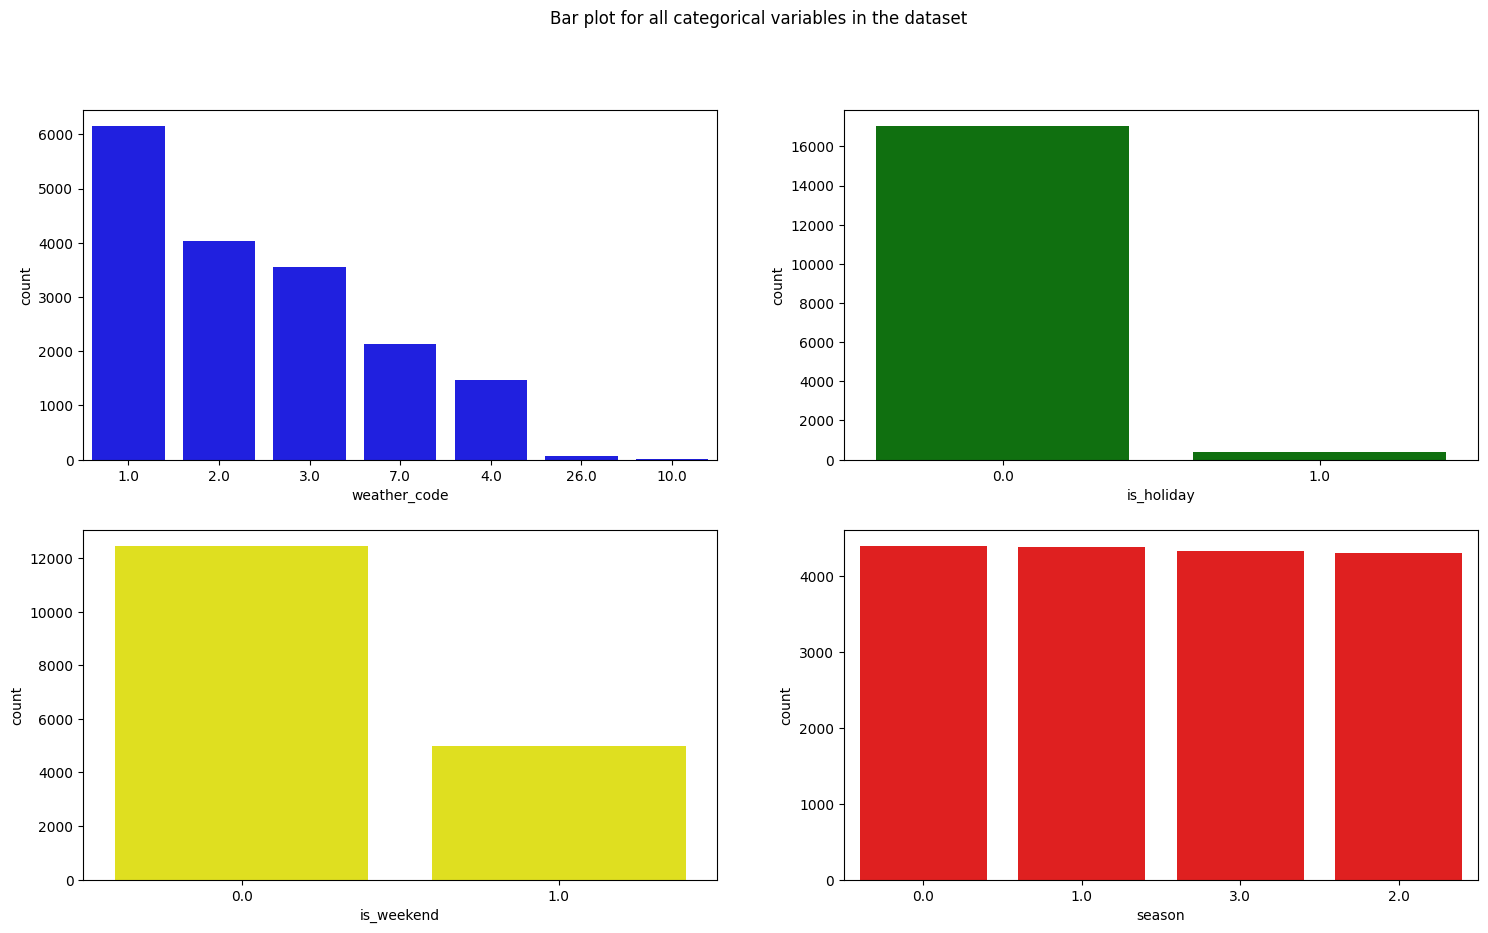 Bar plot for all categorical variables in the dataset
6000
5000
4000
3000
2000
1000
0
count
1.0 2.0 3.0 7.0 4.0 26.0 10.0
weather_code
16000
14000
12000
10000
8000
6000
4000
2000
0
count
0.0 1.0
is_holiday
12000
10000
8000
6000
4000
2000
0
count
0.0 1.0
is_weekend
4000
3000
2000
1000
0
count
0.0 1.0 3.0 2.0
season